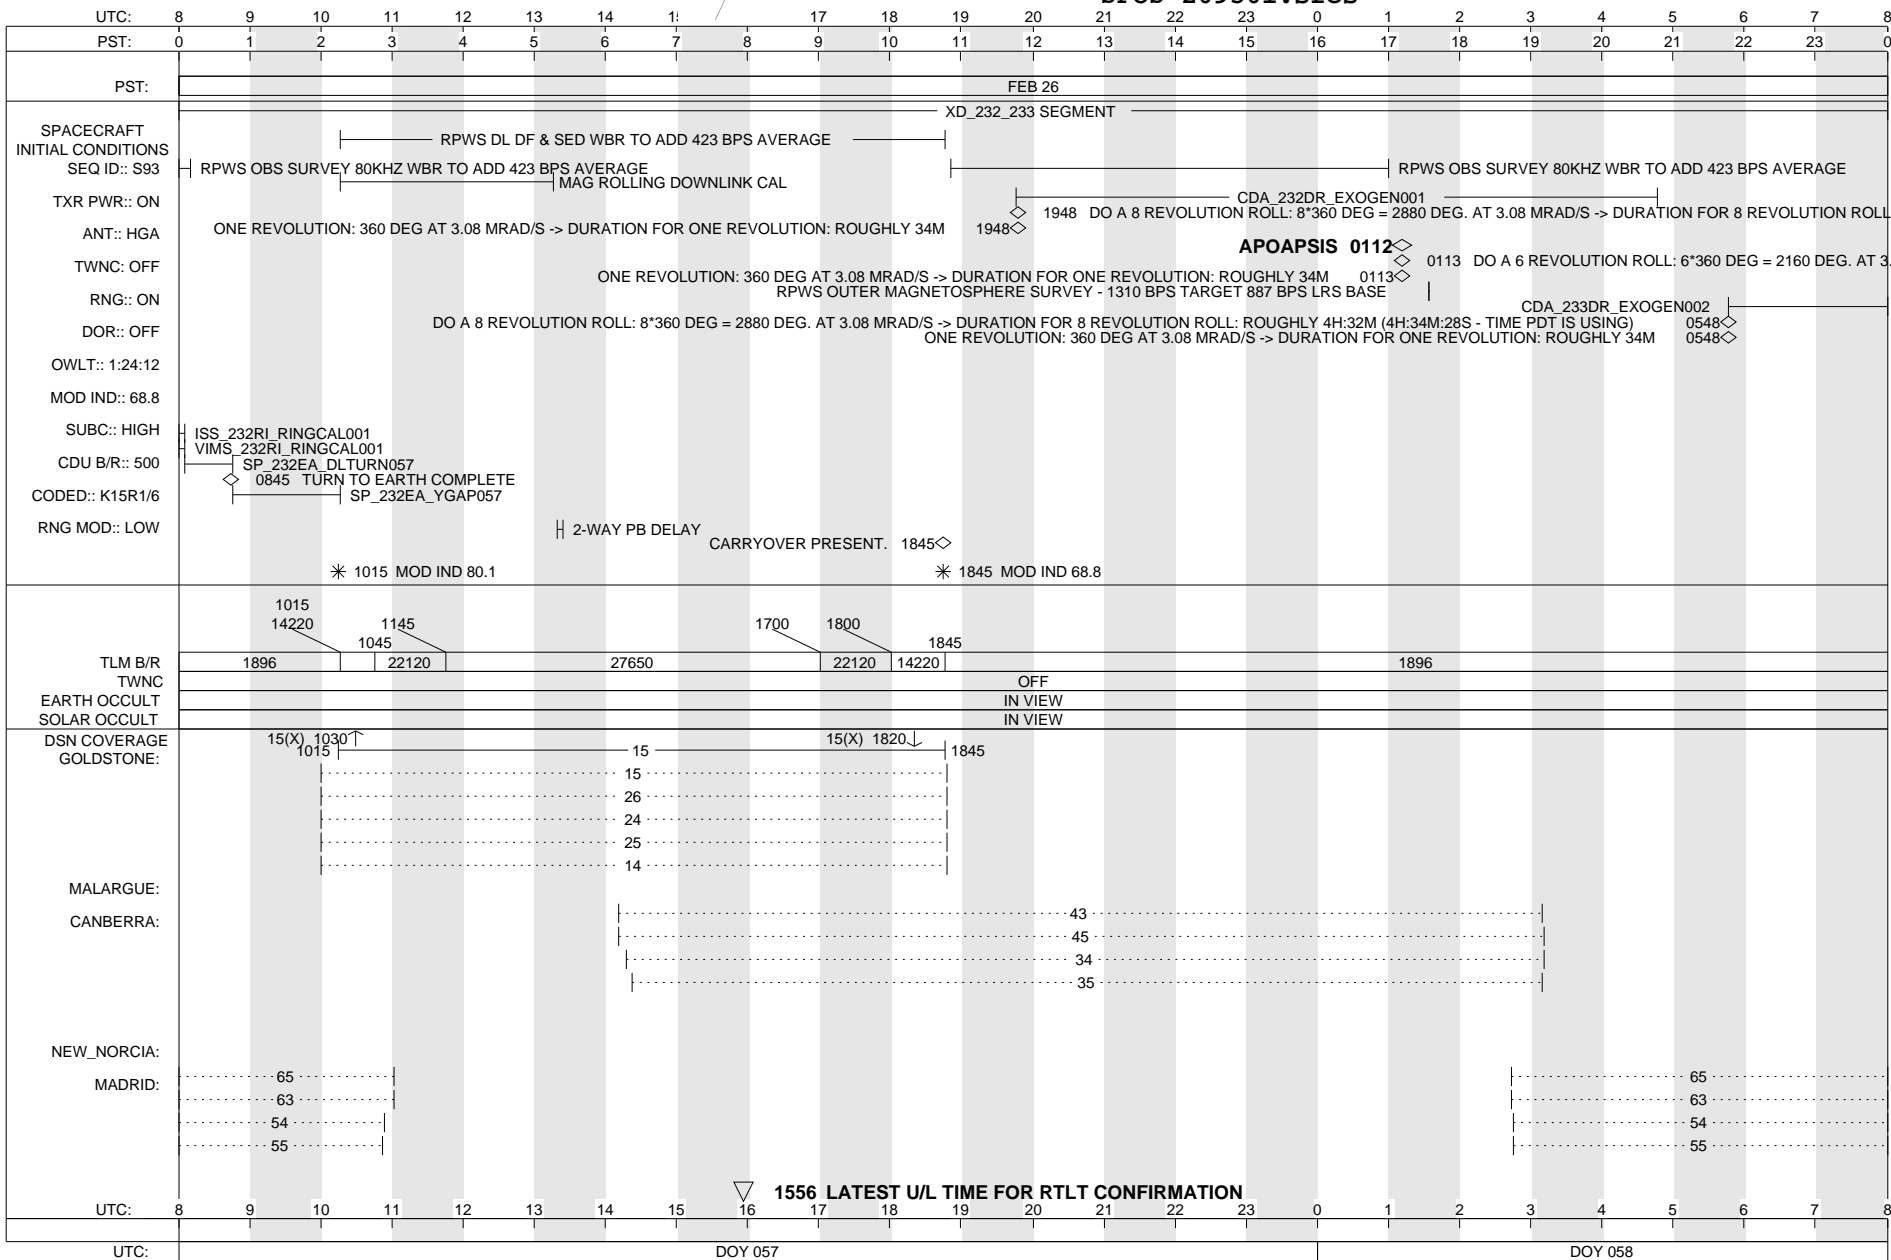 UTC: 8 9 10 11 12 13 14 17 18 19 20 21 22 23 0 1 2 3 4 5 6 7 8
PST: 0 1 2 3 4 5 6 7 8 9 10 11 12 13 14 15 16 17 18 19 20 21 22 23 0
PST: FEB 26
XD_232_233 SEGMENT
SPACECRAFT
INITIAL CONDITIONS
RPWS DL DF & SED WBR TO ADD 423 BPS AVERAGE
SEQ ID:: S93
RPWS OBS SURVEY 80KHZ WBR TO ADD 423 BPS AVERAGE
RPWS OBS SURVEY 80KHZ WBR TO ADD 423 BPS AVERAGE
MAG ROLLING DOWNLINK CAL
TXR PWR:: ON
CDA_232DR_EXOGEN001
1948 DO A 8 REVOLUTION ROLL: 8*360 DEG = 2880 DEG. AT 3.08 MRAD/S -> DURATION FOR 8 REVOLUTION ROLL
ANT:: HGA
ONE REVOLUTION: 360 DEG AT 3.08 MRAD/S -> DURATION FOR ONE REVOLUTION: ROUGHLY 34M 1948
APOAPSIS 0112
TWNC: OFF
0113 DO A 6 REVOLUTION ROLL: 6*360 DEG = 2160 DEG. AT 3.
ONE REVOLUTION: 360 DEG AT 3.08 MRAD/S -> DURATION FOR ONE REVOLUTION: ROUGHLY 34M 0113
RNG:: ON
RPWS OUTER MAGNETOSPHERE SURVEY - 1310 BPS TARGET 887 BPS LRS BASE
CDA_233DR_EXOGEN002
DO A 8 REVOLUTION ROLL: 8*360 DEG = 2880 DEG. AT 3.08 MRAD/S -> DURATION FOR 8 REVOLUTION ROLL: ROUGHLY 4H:32M (4H:34M:28S - TIME PDT IS USING) 0548
DOR:: OFF
ONE REVOLUTION: 360 DEG AT 3.08 MRAD/S -> DURATION FOR ONE REVOLUTION: ROUGHLY 34M 0548
OWLT:: 1:24:12
MOD IND:: 68.8
SUBC:: HIGH
ISS_232RI_RINGCAL001
VIMS_232RI_RINGCAL001
CDU B/R:: 500
SP_232EA_DLTURN057
0845 TURN TO EARTH COMPLETE
CODED:: K15R1/6
SP_232EA_YGAP057
RNG MOD:: LOW
2-WAY PB DELAY
CARRYOVER PRESENT. 1845
1015 MOD IND 80.1
1845 MOD IND 68.8
1015
14220 1145 1700 1800
1045 1845
TLM B/R 1896 22120 27650 22120 14220 1896
TWNC OFF
EARTH OCCULT IN VIEW
SOLAR OCCULT IN VIEW
DSN COVERAGE 15(X) 1030 15(X) 1820
GOLDSTONE: 1015 15 1845
15
26
24
25
14
MALARGUE:
43
CANBERRA:
45
34
35
NEW_NORCIA:
65 65
MADRID:
63 63
54 54
55 55
1556 LATEST U/L TIME FOR RTLT CONFIRMATION
UTC: 8 9 10 11 12 13 14 15 16 17 18 19 20 21 22 23 0 1 2 3 4 5 6 7 8
UTC: DOY 057 DOY 058